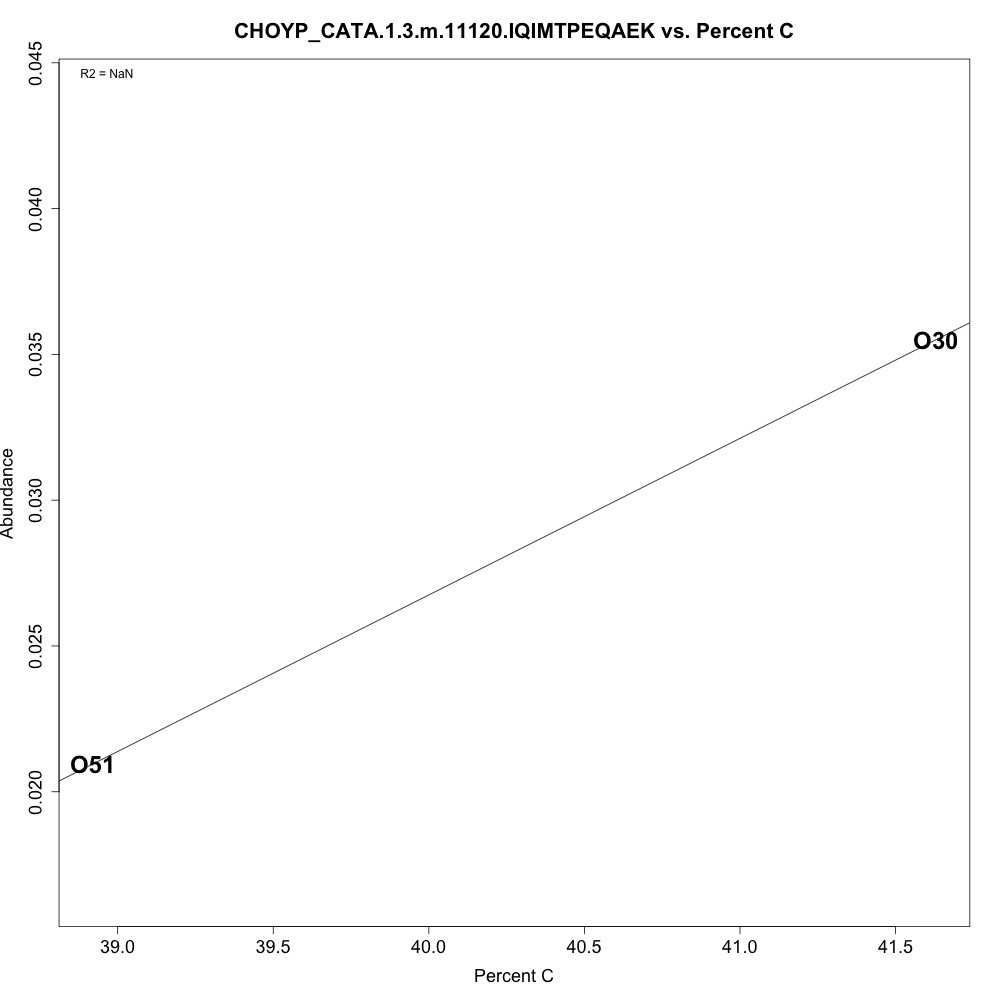 CHOYP_CATA.1.3.m.11120.IQIMTPEQAEK vs. Percent C
R2 = NaN
0.045
0.040
0.035
0.030
0.025
0.020
Abundance
O30
O51
39.0 39.5 40.0 40.5 41.0 41.5
Percent C